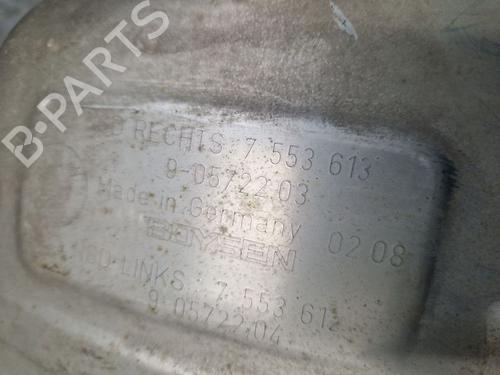 B-PARTS
RECHTS 7 553 613
9-05722 03
Made in Germany
BOYSEN 02 08
LINKS 7 553 612
9 05722 04